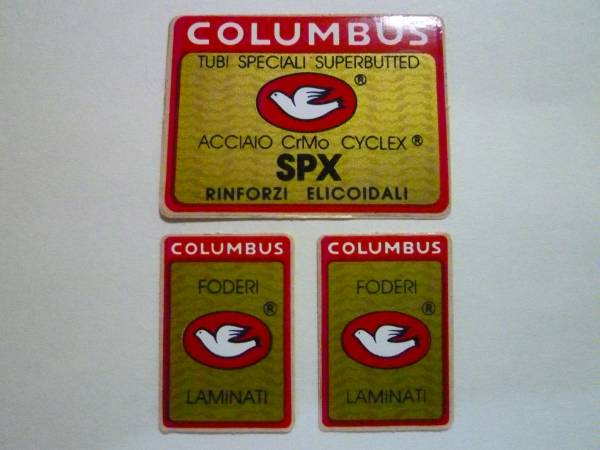 COLUMBUS
TUBI SPECIALI SUPERBUTTED
®
ACCIAIO CrMo CYCLEX®
SPX
RINFORZI ELICOIDALI
COLUMBUS
FODERI
®
LAMINATI
COLUMBUS
FODERI
®
LAMINATI